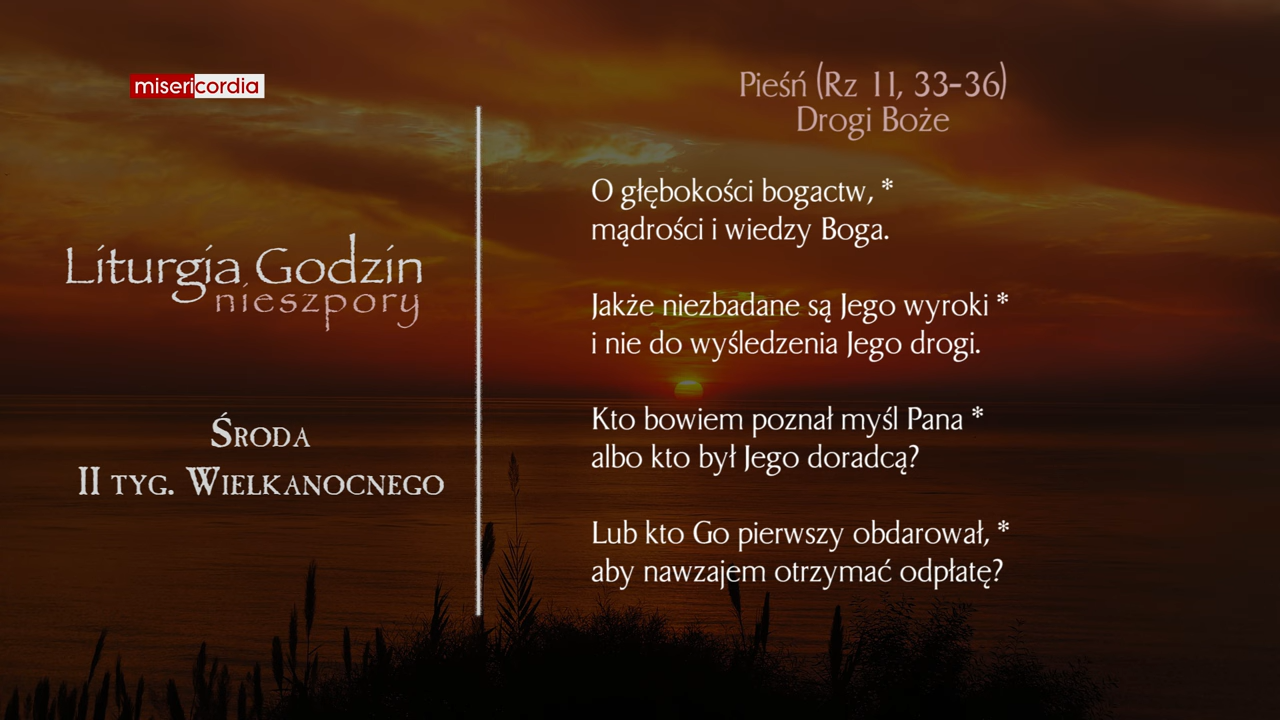 misericordia
Liturgia Godzin
nieszpory
Środa
II tyg. Wielkanocnego
Pieśń (Rz 11, 33-36)
Drogi Boże
O głębokości bogactw, *
mądrości i wiedzy Boga.
Jakże niezbadane są Jego wyroki *
i nie do wyśledzenia Jego drogi.
Kto bowiem poznał myśl Pana *
albo kto był Jego doradcą?
Lub kto Go pierwszy obdarował, *
aby nawzajem otrzymać odpłatę?